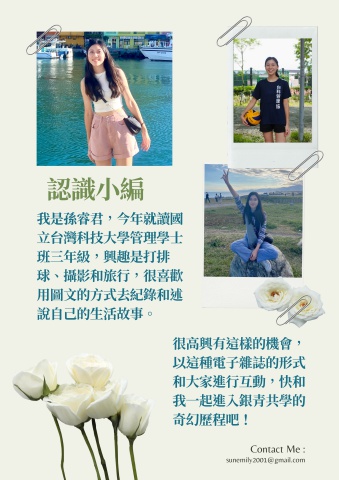 認識小編
我是孫睿君，今年就讀國
立台灣科技大學管理學士
班三年級，興趣是打排
球、攝影和旅行，很喜歡
用圖文的方式去紀錄和述
說自己的生活故事。
很高興有這樣的機會，
以這種電子雜誌的形式
和大家進行互動，快和
我一起進入銀青共學的
奇幻歷程吧！
Contact Me :
sunemily2001@gmail.com